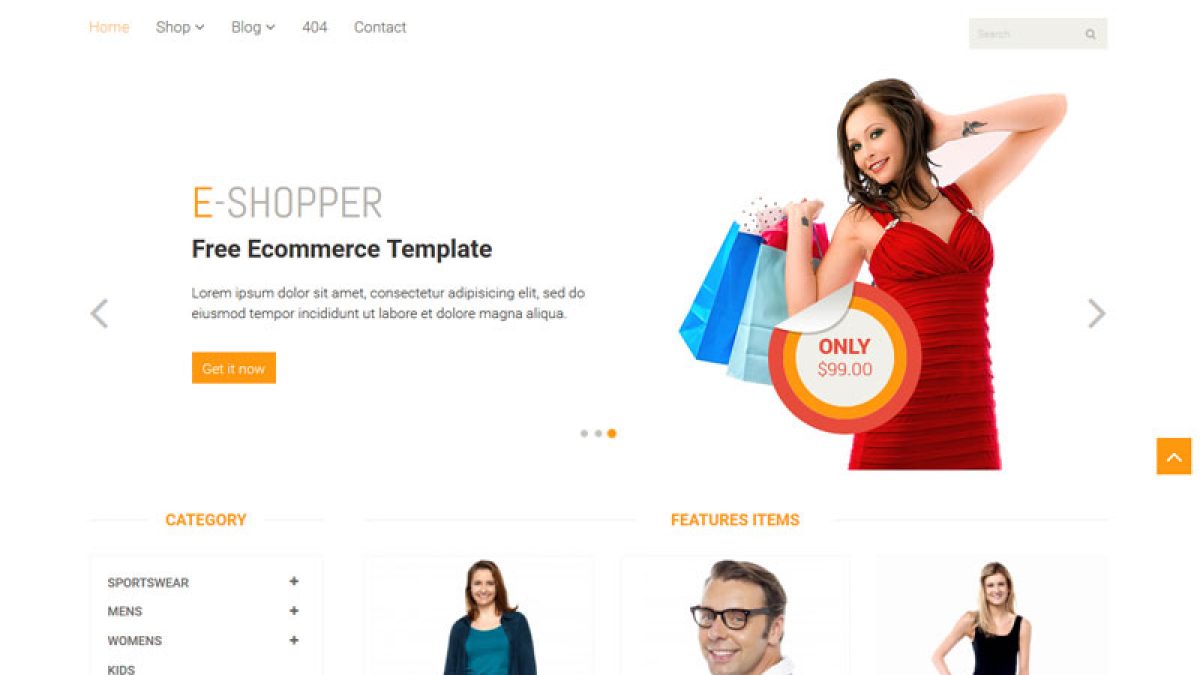 Home Shop Blog 404 Contact
Search
E-SHOPPER
Free Ecommerce Template
Lorem ipsum dolor sit amet, consectetur adipisicing elit, sed do
eiusmod tempor incididunt ut labore et dolore magna aliqua.
Get it now
ONLY
$99.00
CATEGORY
SPORTSWEAR
MENS
WOMENS
KIDS
FEATURES ITEMS